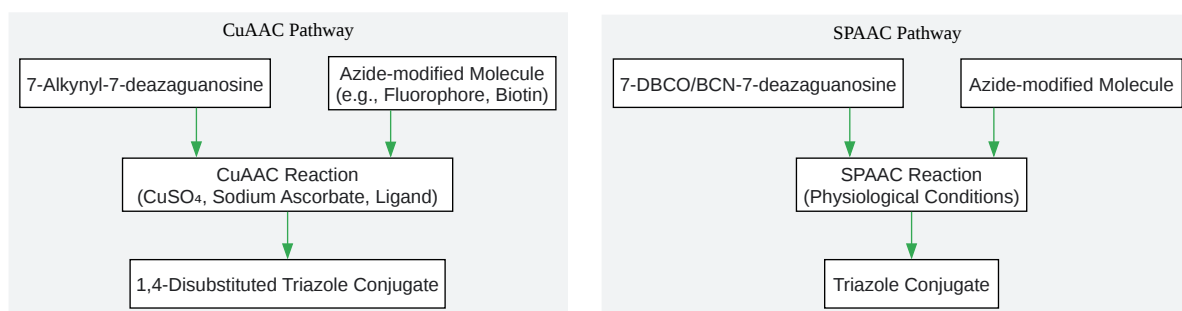 CuAAC Pathway
7-Alkynyl-7-deazaguanosine
Azide-modified Molecule
(e.g., Fluorophore, Biotin)
CuAAC Reaction
(CuSO₄, Sodium Ascorbate, Ligand)
1,4-Disubstituted Triazole Conjugate
SPAAC Pathway
7-DBCO/BCN-7-deazaguanosine
Azide-modified Molecule
SPAAC Reaction
(Physiological Conditions)
Triazole Conjugate